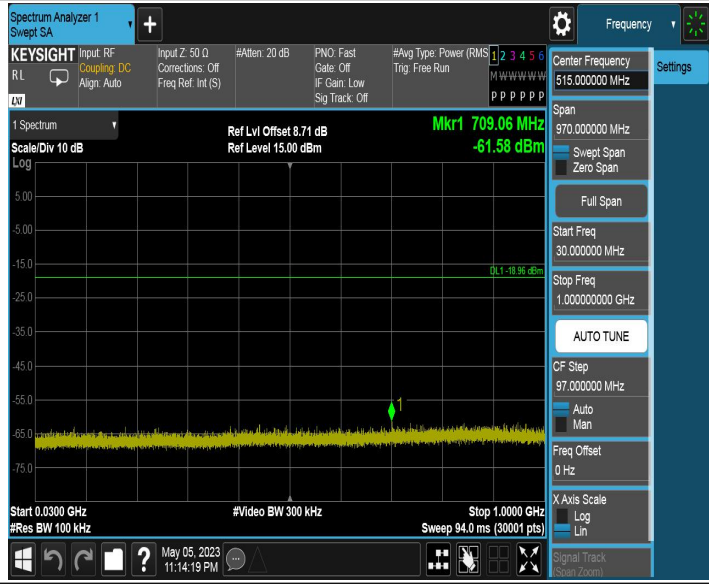 Spectrum Analyzer 1
Swept SA
+
Frequency
KEYSIGHT
RL
LXI
Input: RF
Coupling: DC
Align: Auto
Input Z: 50 Ω
Corrections: Off
Freq Ref: Int (S)
#Atten: 20 dB
PNO: Fast
Gate: Off
IF Gain: Low
Sig Track: Off
#Avg Type: Power (RMS
Trig: Free Run
1 2 3 4 5 6
M W W W W W
P P P P P P
1 Spectrum
Scale/Div 10 dB
Log
Ref Lvl Offset 8.71 dB
Ref Level 15.00 dBm
Mkr1 709.06 MHz
-61.58 dBm
5.00
-5.00
-15.0
-25.0
-35.0
-45.0
-55.0
-65.0
-75.0
DL1 -18.96 dBm
1
Start 0.0300 GHz
#Res BW 100 kHz
#Video BW 300 kHz
Stop 1.0000 GHz
Sweep 94.0 ms (30001 pts)
?
May 05, 2023
11:14:19 PM
Center Frequency
515.000000 MHz
Span
970.000000 MHz
Swept Span
Zero Span
Full Span
Start Freq
30.000000 MHz
Stop Freq
1.000000000 GHz
AUTO TUNE
CF Step
97.000000 MHz
Auto
Man
Freq Offset
0 Hz
X Axis Scale
Log
Lin
Signal Track
(Span Zoom)
Settings